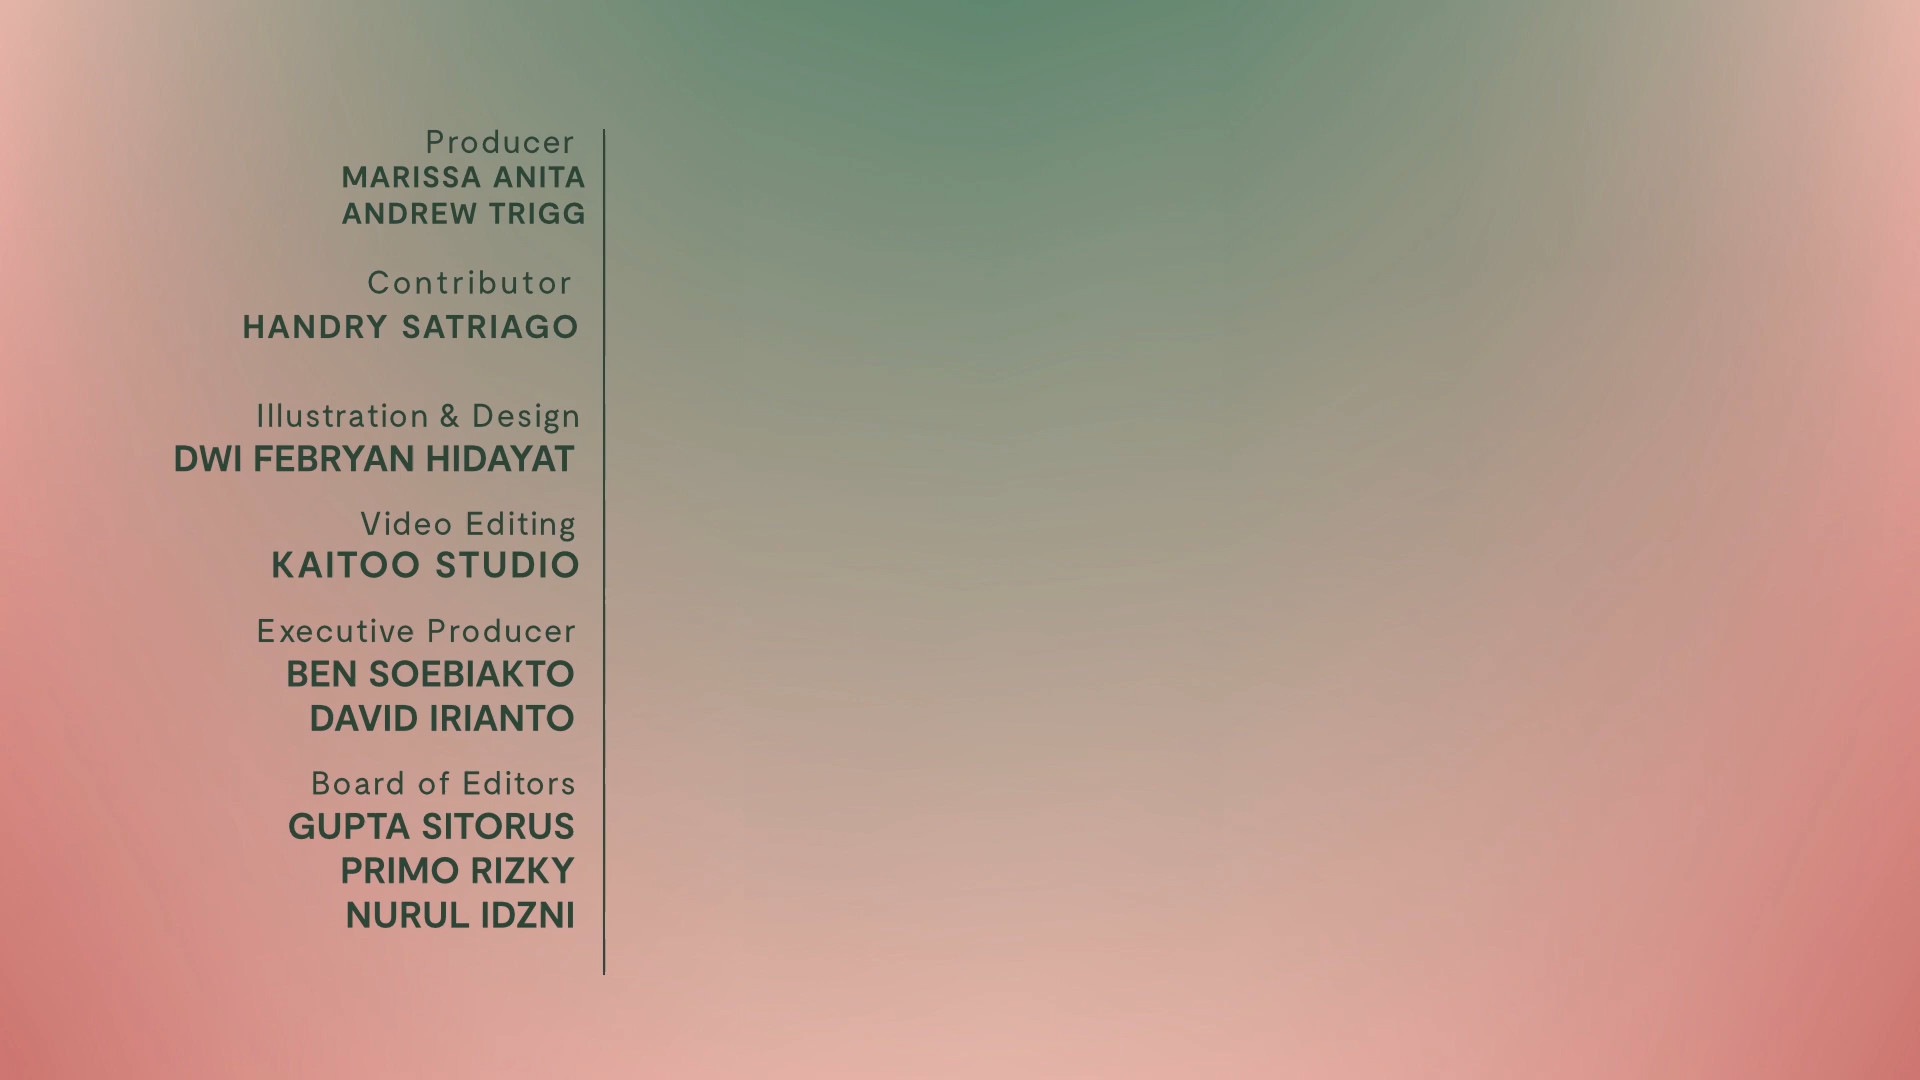 Producer
MARISSA ANITA
ANDREW TRIGG
Contributor
HANDRY SATRIAGO
Illustration & Design
DWI FEBRYAN HIDAYAT
Video Editing
KAITOO STUDIO
Executive Producer
BEN SOEBIAKTO
DAVID IRIANTO
Board of Editors
GUPTA SITORUS
PRIMO RIZKY
NURUL IDZNI